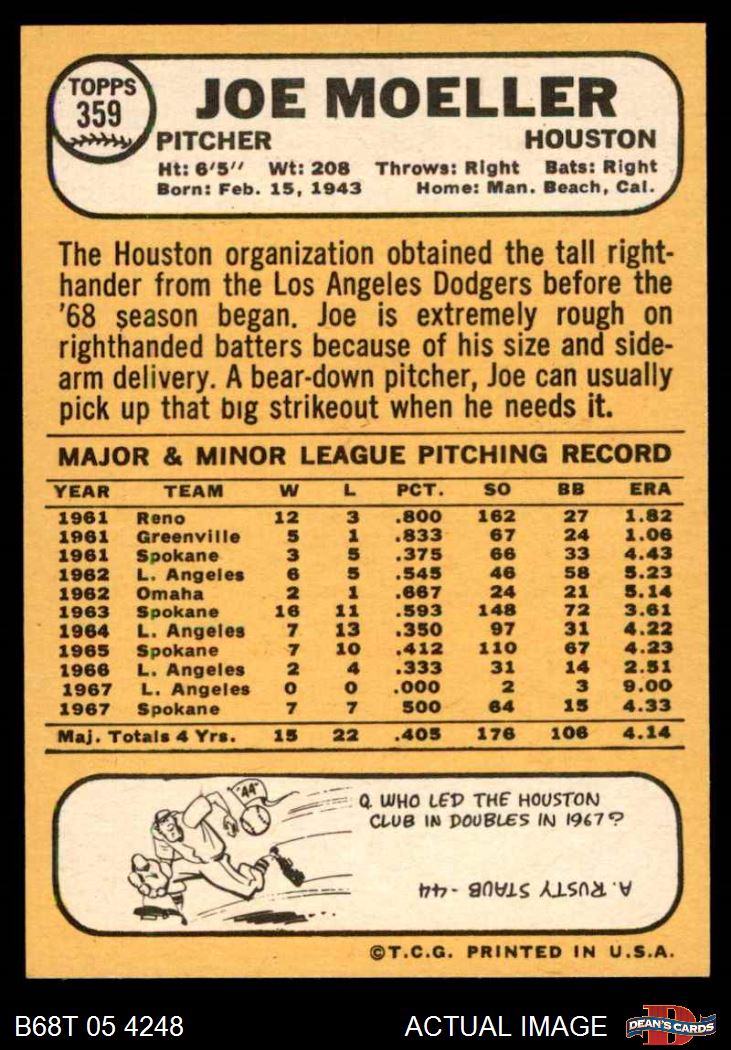 TOPPS
359
JOE MOELLER
PITCHER HOUSTON
Ht: 6'5" Wt: 208 Throws: Right Bats: Right
Born: Feb. 15, 1943 Home: Man. Beach, Cal.
The Houston organization obtained the tall right-
hander from the Los Angeles Dodgers before the
'68 season began. Joe is extremely rough on
righthanded batters because of his size and side-
arm delivery. A bear-down pitcher, Joe can usually
pick up that big strikeout when he needs it.
MAJOR & MINOR LEAGUE PITCHING RECORD
YEAR TEAM W L PCT. SO BB ERA
1961 Reno 12 3 .800 162 27 1.82
1961 Greenville 5 1 .833 67 24 1.06
1961 Spokane 3 5 .375 66 33 4.43
1962 L. Angeles 6 5 .545 46 58 5.23
1962 Omaha 2 1 .667 24 21 5.14
1963 Spokane 16 11 .593 148 72 3.61
1964 L. Angeles 7 13 .350 97 31 4.22
1965 Spokane 7 10 .412 110 67 4.23
1966 L. Angeles 2 4 .333 31 14 2.51
1967 L. Angeles 0 0 .000 2 3 9.00
1967 Spokane 7 7 500 64 15 4.33
Maj. Totals 4 Yrs. 15 22 .405 176 106 4.14
"44"
Q. WHO LED THE HOUSTON
CLUB IN DOUBLES IN 1967?
A. RUSTY STAUB - 44
©T.C.G. PRINTED IN U.S.A.
B68T 05 4248 ACTUAL IMAGE DEAN'S CARDS